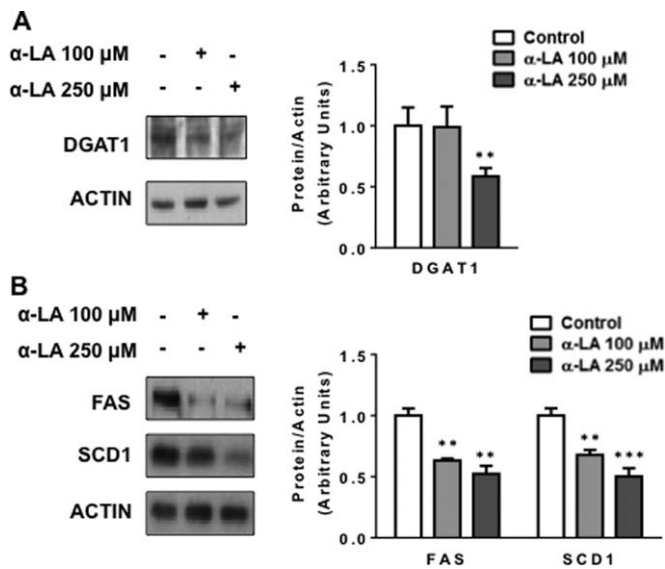 A
α-LA 100 µM - + -
α-LA 250 µM - - +
DGAT1
ACTIN
Control
α-LA 100 µM
α-LA 250 µM
Protein/Actin
(Arbitrary Units)
1.5
1.0
0.5
0.0
**
DGAT1
B
α-LA 100 µM - + -
α-LA 250 µM - - +
FAS
SCD1
ACTIN
Control
α-LA 100 µM
α-LA 250 µM
Protein/Actin
(Arbitrary Units)
1.5
1.0
0.5
0.0
** ** ** ***
FAS SCD1